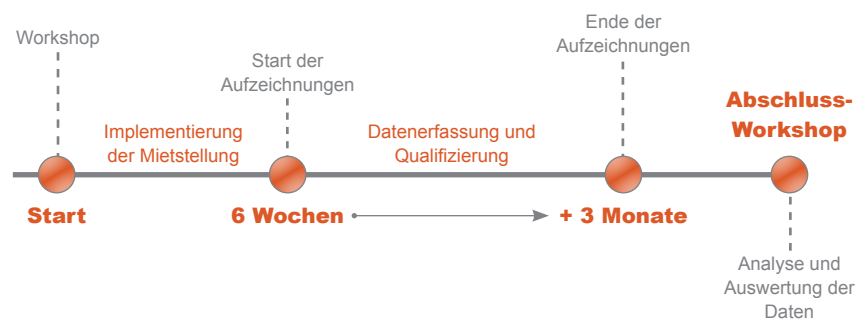 Workshop
Start der
Aufzeichnungen
Ende der
Aufzeichnungen
Abschluss-
Workshop
Implementierung
der Mietstellung
Datenerfassung und
Qualifizierung
Start
6 Wochen
+ 3 Monate
Analyse und
Auswertung der
Daten